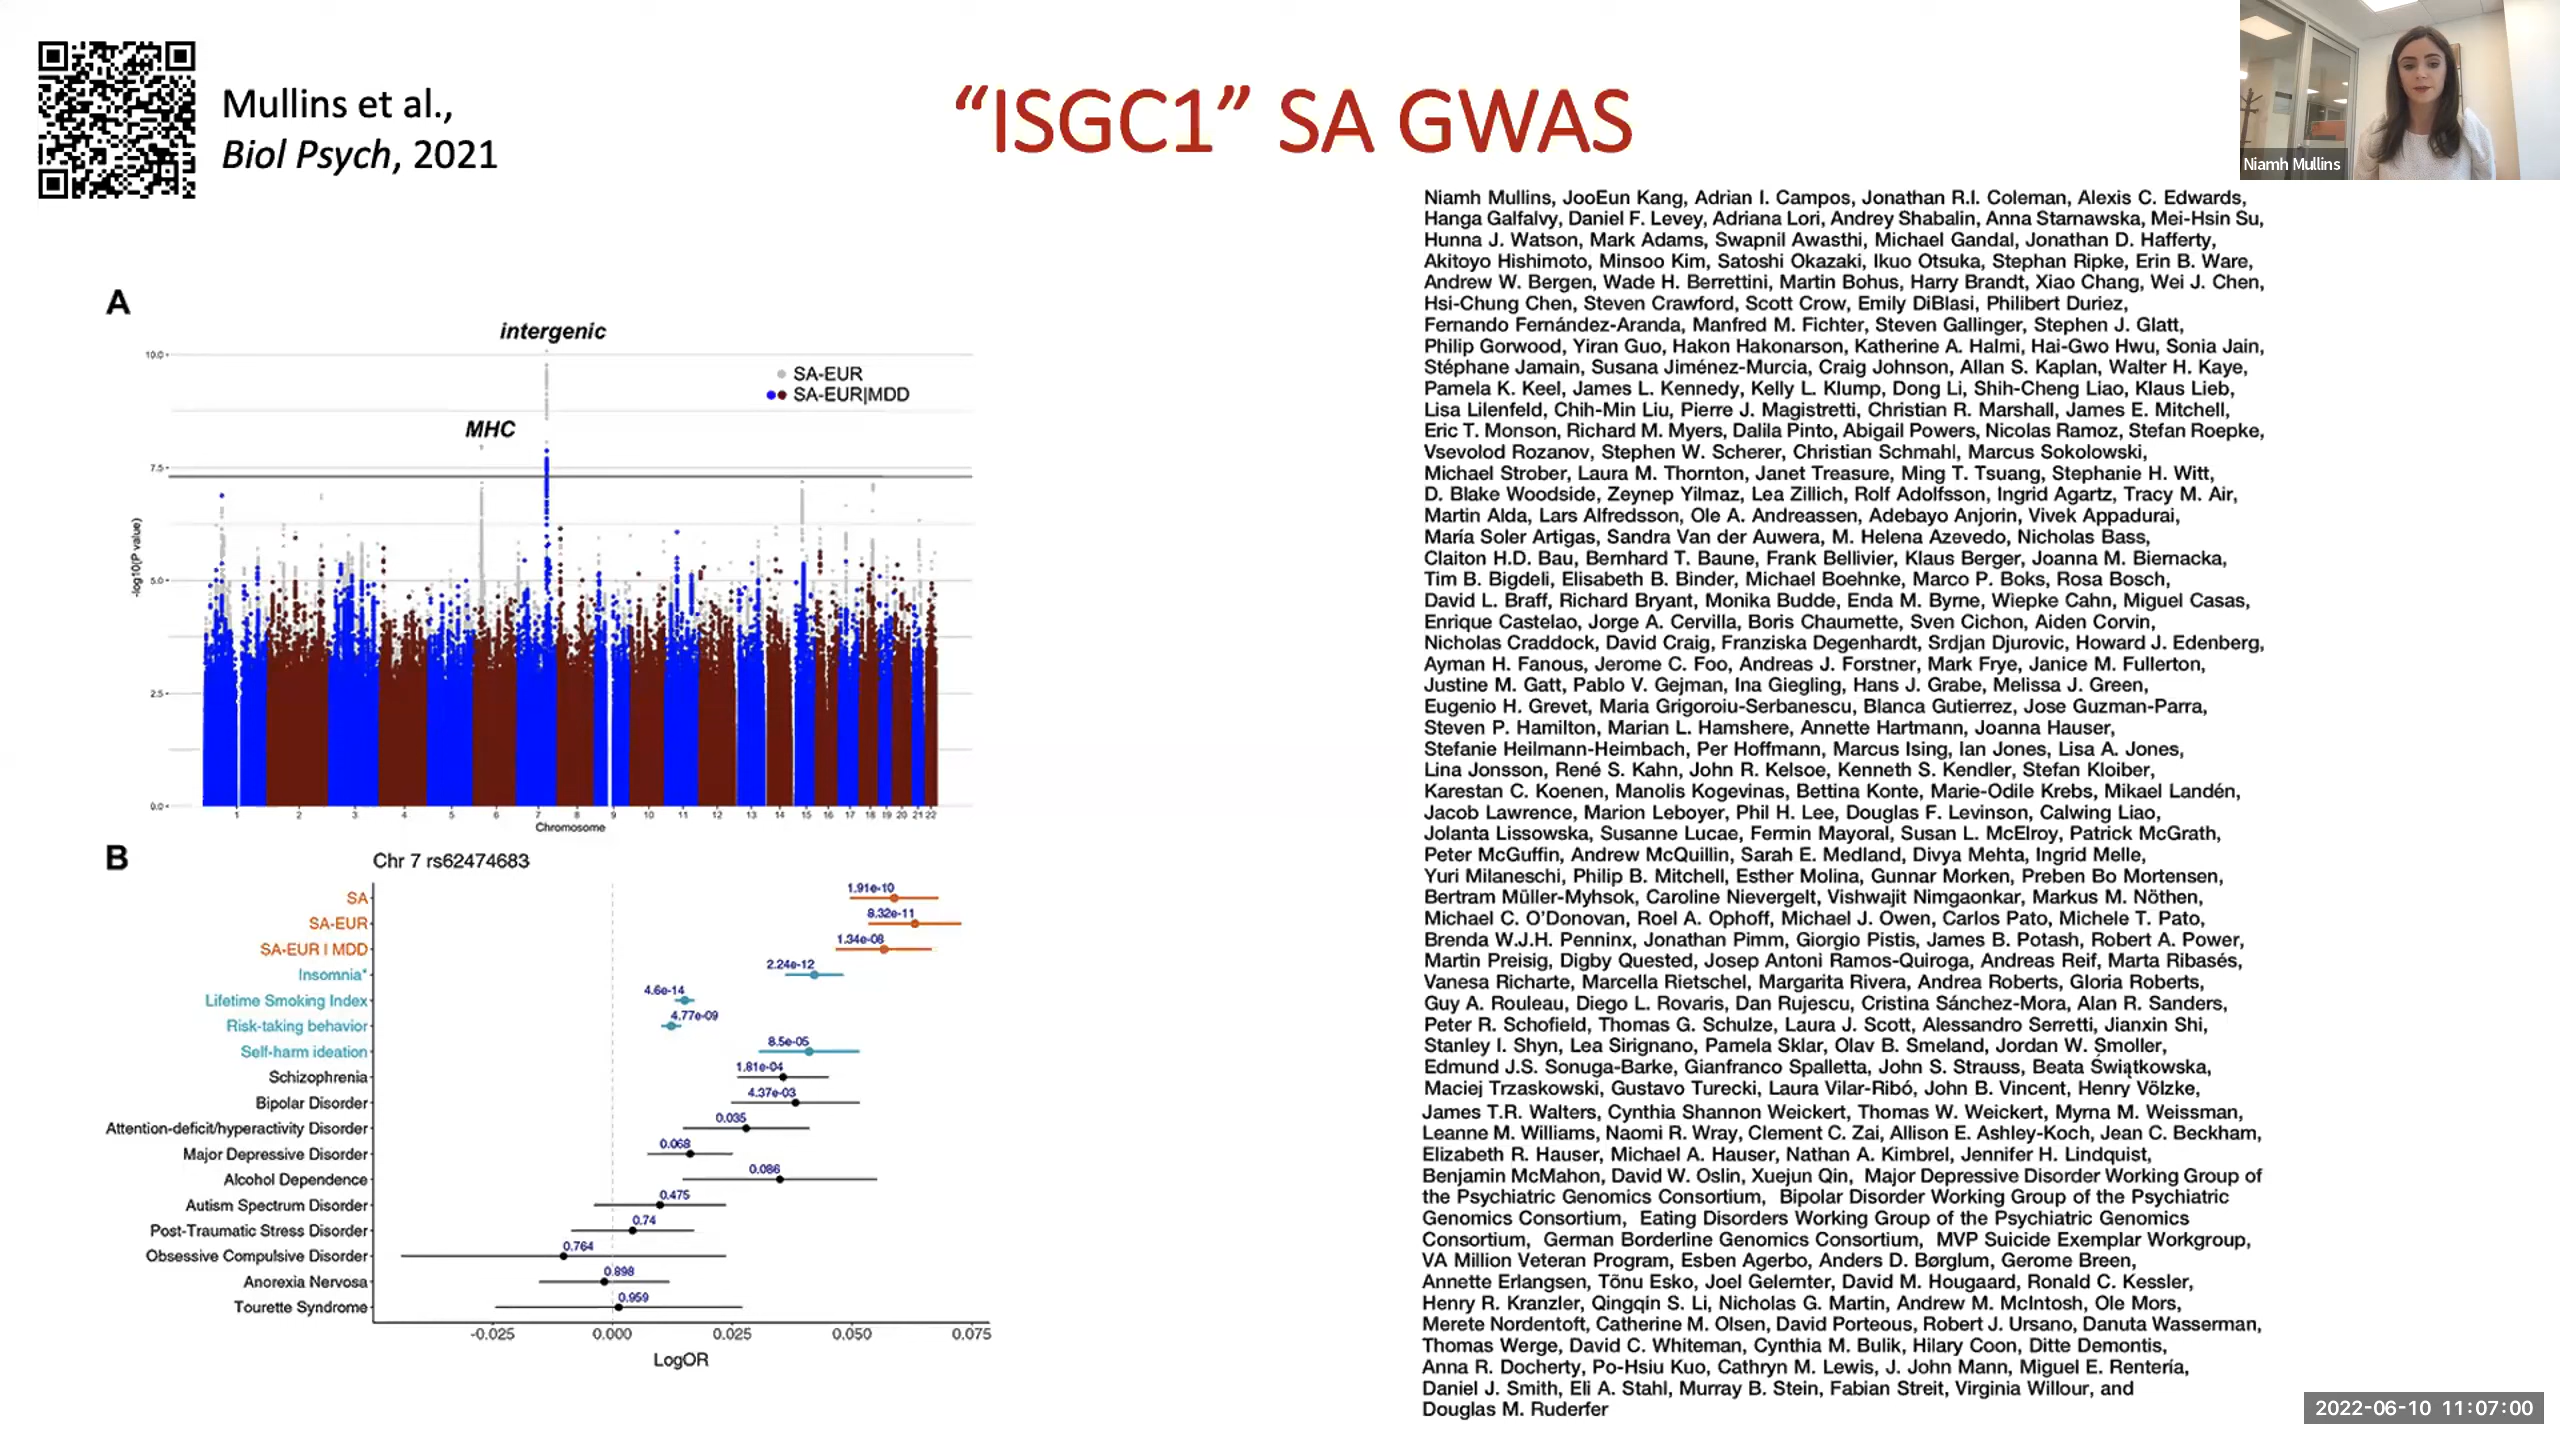 Mullins et al.,
Biol Psych, 2021
“ISGC1” SA GWAS
Niamh Mullins
A
intergenic
MHC
SA-EUR
SA-EUR|MDD
-log10(P value)
10.0
7.5
5.0
2.5
0.0
1 2 3 4 5 6 7 8 9 10 11 12 13 14 15 16 17 18 19 20 21 22
Chromosome
B
Chr 7 rs62474683
SA 1.91e-10
SA-EUR 8.32e-11
SA-EUR | MDD 1.34e-08
Insomnia* 2.24e-12
Lifetime Smoking Index 4.6e-14
Risk-taking behavior 4.77e-09
Self-harm ideation 8.5e-05
Schizophrenia 1.81e-04
Bipolar Disorder 4.37e-03
Attention-deficit/hyperactivity Disorder 0.035
Major Depressive Disorder 0.068
Alcohol Dependence 0.086
Autism Spectrum Disorder 0.475
Post-Traumatic Stress Disorder 0.74
Obsessive Compulsive Disorder 0.764
Anorexia Nervosa 0.898
Tourette Syndrome 0.959
-0.025 0.000 0.025 0.050 0.075
LogOR
Niamh Mullins, JooEun Kang, Adrian I. Campos, Jonathan R.I. Coleman, Alexis C. Edwards,
Hanga Galfalvy, Daniel F. Levey, Adriana Lori, Andrey Shabalin, Anna Starnawska, Mei-Hsin Su,
Hunna J. Watson, Mark Adams, Swapnil Awasthi, Michael Gandal, Jonathan D. Hafferty,
Akitoyo Hishimoto, Minsoo Kim, Satoshi Okazaki, Ikuo Otsuka, Stephan Ripke, Erin B. Ware,
Andrew W. Bergen, Wade H. Berrettini, Martin Bohus, Harry Brandt, Xiao Chang, Wei J. Chen,
Hsi-Chung Chen, Steven Crawford, Scott Crow, Emily DiBlasi, Philibert Duriez,
Fernando Fernández-Aranda, Manfred M. Fichter, Steven Gallinger, Stephen J. Glatt,
Philip Gorwood, Yiran Guo, Hakon Hakonarson, Katherine A. Halmi, Hai-Gwo Hwu, Sonia Jain,
Stéphane Jamain, Susana Jiménez-Murcia, Craig Johnson, Allan S. Kaplan, Walter H. Kaye,
Pamela K. Keel, James L. Kennedy, Kelly L. Klump, Dong Li, Shih-Cheng Liao, Klaus Lieb,
Lisa Lilenfeld, Chih-Min Liu, Pierre J. Magistretti, Christian R. Marshall, James E. Mitchell,
Eric T. Monson, Richard M. Myers, Dalila Pinto, Abigail Powers, Nicolas Ramoz, Stefan Roepke,
Vsevolod Rozanov, Stephen W. Scherer, Christian Schmahl, Marcus Sokolowski,
Michael Strober, Laura M. Thornton, Janet Treasure, Ming T. Tsuang, Stephanie H. Witt,
D. Blake Woodside, Zeynep Yilmaz, Lea Zillich, Rolf Adolfsson, Ingrid Agartz, Tracy M. Air,
Martin Alda, Lars Alfredsson, Ole A. Andreassen, Adebayo Anjorin, Vivek Appadurai,
María Soler Artigas, Sandra Van der Auwera, M. Helena Azevedo, Nicholas Bass,
Claiton H.D. Bau, Bernhard T. Baune, Frank Bellivier, Klaus Berger, Joanna M. Biernacka,
Tim B. Bigdeli, Elisabeth B. Binder, Michael Boehnke, Marco P. Boks, Rosa Bosch,
David L. Braff, Richard Bryant, Monika Budde, Enda M. Byrne, Wiepke Cahn, Miguel Casas,
Enrique Castelao, Jorge A. Cervilla, Boris Chaumette, Sven Cichon, Aiden Corvin,
Nicholas Craddock, David Craig, Franziska Degenhardt, Srdjan Djurovic, Howard J. Edenberg,
Ayman H. Fanous, Jerome C. Foo, Andreas J. Forstner, Mark Frye, Janice M. Fullerton,
Justine M. Gatt, Pablo V. Gejman, Ina Giegling, Hans J. Grabe, Melissa J. Green,
Eugenio H. Grevet, Maria Grigoroiu-Serbanescu, Blanca Gutierrez, Jose Guzman-Parra,
Steven P. Hamilton, Marian L. Hamshere, Annette Hartmann, Joanna Hauser,
Stefanie Heilmann-Heimbach, Per Hoffmann, Marcus Ising, Ian Jones, Lisa A. Jones,
Lina Jonsson, René S. Kahn, John R. Kelsoe, Kenneth S. Kendler, Stefan Kloiber,
Karestan C. Koenen, Manolis Kogevinas, Bettina Konte, Marie-Odile Krebs, Mikael Landén,
Jacob Lawrence, Marion Leboyer, Phil H. Lee, Douglas F. Levinson, Calwing Liao,
Jolanta Lissowska, Susanne Lucae, Fermin Mayoral, Susan L. McElroy, Patrick McGrath,
Peter McGuffin, Andrew McQuillin, Sarah E. Medland, Divya Mehta, Ingrid Melle,
Yuri Milaneschi, Philip B. Mitchell, Esther Molina, Gunnar Morken, Preben Bo Mortensen,
Bertram Müller-Myhsok, Caroline Nievergelt, Vishwajit Nimgaonkar, Markus M. Nöthen,
Michael C. O’Donovan, Roel A. Ophoff, Michael J. Owen, Carlos Pato, Michele T. Pato,
Brenda W.J.H. Penninx, Jonathan Pimm, Giorgio Pistis, James B. Potash, Robert A. Power,
Martin Preisig, Digby Quested, Josep Antoni Ramos-Quiroga, Andreas Reif, Marta Ribasés,
Vanesa Richarte, Marcella Rietschel, Margarita Rivera, Andrea Roberts, Gloria Roberts,
Guy A. Rouleau, Diego L. Rovaris, Dan Rujescu, Cristina Sánchez-Mora, Alan R. Sanders,
Peter R. Schofield, Thomas G. Schulze, Laura J. Scott, Alessandro Serretti, Jianxin Shi,
Stanley I. Shyn, Lea Sirignano, Pamela Sklar, Olav B. Smeland, Jordan W. Smoller,
Edmund J.S. Sonuga-Barke, Gianfranco Spalletta, John S. Strauss, Beata Świątkowska,
Maciej Trzaskowski, Gustavo Turecki, Laura Vilar-Ribó, John B. Vincent, Henry Völzke,
James T.R. Walters, Cynthia Shannon Weickert, Thomas W. Weickert, Myrna M. Weissman,
Leanne M. Williams, Naomi R. Wray, Clement C. Zai, Allison E. Ashley-Koch, Jean C. Beckham,
Elizabeth R. Hauser, Michael A. Hauser, Nathan A. Kimbrel, Jennifer H. Lindquist,
Benjamin McMahon, David W. Oslin, Xuejun Qin, Major Depressive Disorder Working Group of
the Psychiatric Genomics Consortium, Bipolar Disorder Working Group of the Psychiatric
Genomics Consortium, Eating Disorders Working Group of the Psychiatric Genomics
Consortium, German Borderline Genomics Consortium, MVP Suicide Exemplar Workgroup,
VA Million Veteran Program, Esben Agerbo, Anders D. Børglum, Gerome Breen,
Annette Erlangsen, Tõnu Esko, Joel Gelernter, David M. Hougaard, Ronald C. Kessler,
Henry R. Kranzler, Qingqin S. Li, Nicholas G. Martin, Andrew M. McIntosh, Ole Mors,
Merete Nordentoft, Catherine M. Olsen, David Porteous, Robert J. Ursano, Danuta Wasserman,
Thomas Werge, David C. Whiteman, Cynthia M. Bulik, Hilary Coon, Ditte Demontis,
Anna R. Docherty, Po-Hsiu Kuo, Cathryn M. Lewis, J. John Mann, Miguel E. Rentería,
Daniel J. Smith, Eli A. Stahl, Murray B. Stein, Fabian Streit, Virginia Willour, and
Douglas M. Ruderfer
2022-06-10 11:07:00